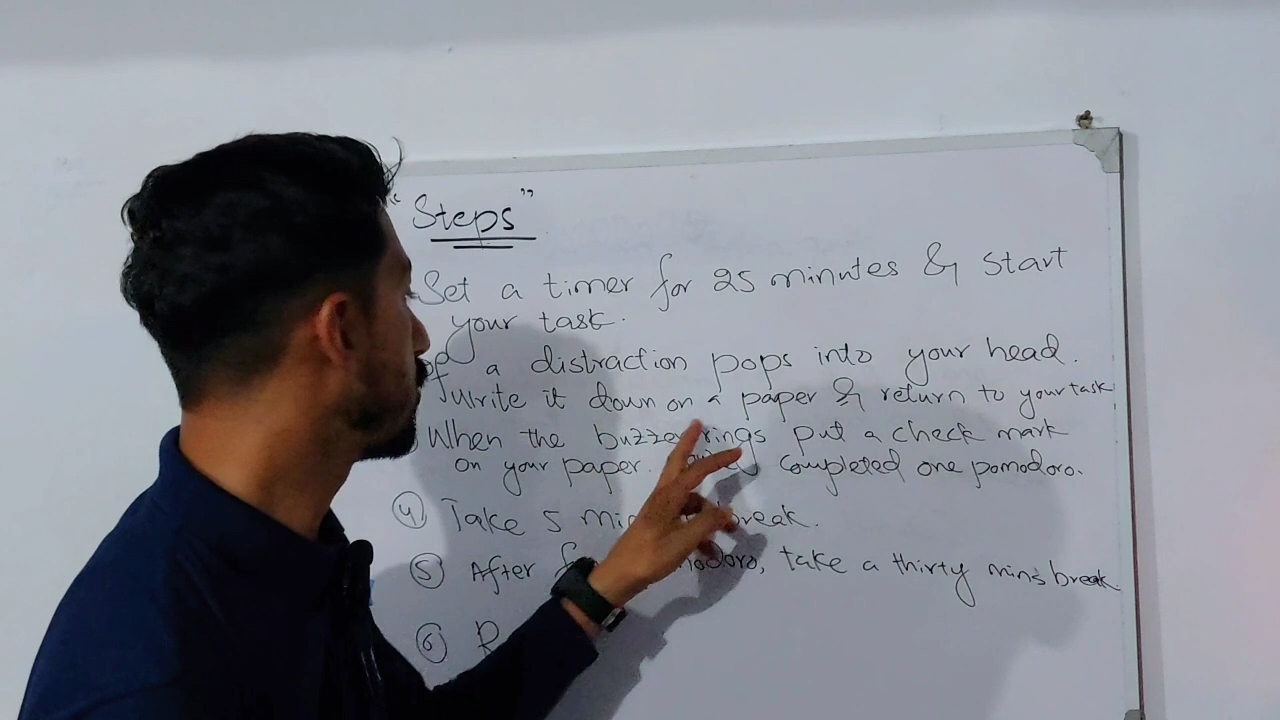 "Steps"
Set a timer for 25 minutes & start
your task.
If a distraction pops into your head.
Write it down on a paper & return to your task
When the buzzer rings put a check mark
on your paper. completed one pomodoro.
④ Take 5 break.
⑤ After take a thirty mins break
⑥